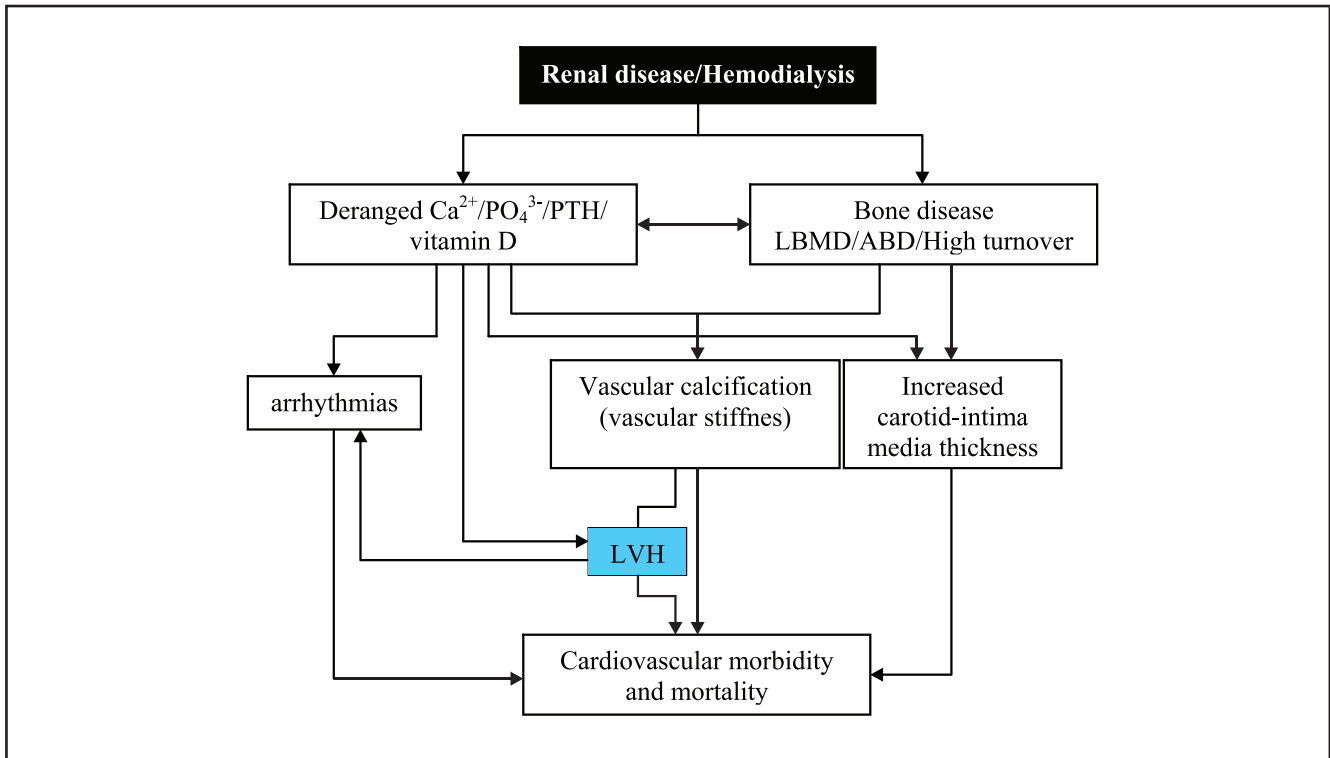 Renal disease/Hemodialysis
Deranged Ca²⁺/PO₄³⁻/PTH/
vitamin D
Bone disease
LBMD/ABD/High turnover
arrhythmias
Vascular calcification
(vascular stiffnes)
Increased
carotid-intima
media thickness
LVH
Cardiovascular morbidity
and mortality